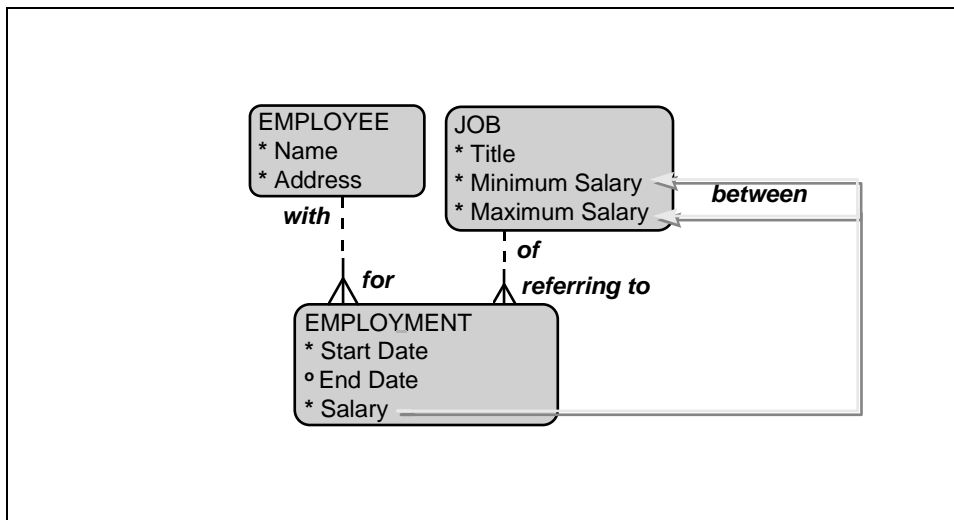 EMPLOYEE
* Name
* Address
JOB
* Title
* Minimum Salary
* Maximum Salary
between
with
of
for
referring to
EMPLOYMENT
* Start Date
o End Date
* Salary